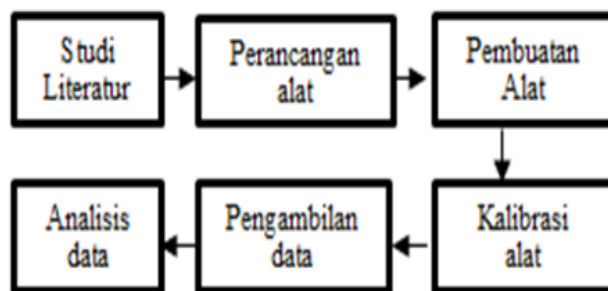 Studi
Literatur
Perancangan
alat
Pembuatan
Alat
Kalibrasi
alat
Pengambilan
data
Analisis
data